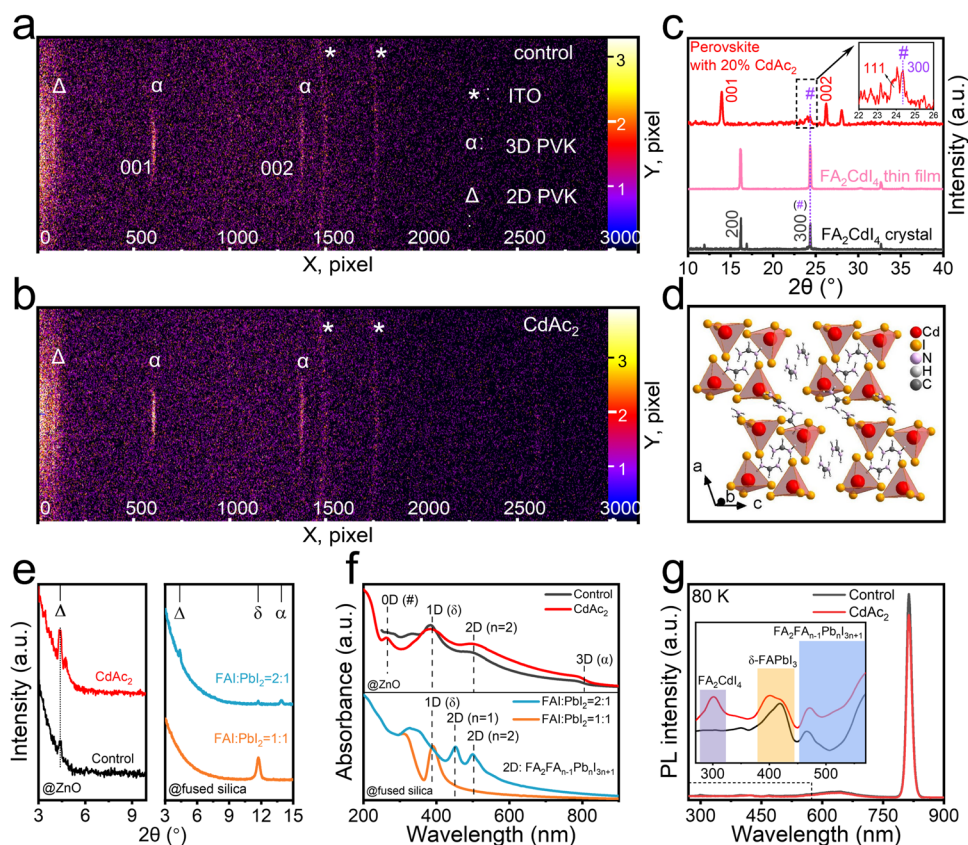 a
control
Δ
α
α
*
*
* ITO
α 3D PVK
Δ 2D PVK
001
002
0 500 1000 1500 2000 2500 3000
X, pixel
3
2
1
Y, pixel
b
CdAc₂
Δ
α
α
*
*
0 500 1000 1500 2000 2500 3000
X, pixel
3
2
1
Y, pixel
c
Perovskite
with 20% CdAc₂
001
#
002
111
#
300
22 23 24 25 26
FA₂CdI₄ thin film
200
300
(#)
FA₂CdI₄ crystal
10 15 20 25 30 35 40
2θ (°)
Intensity (a.u.)
d
Cd
I
N
H
C
a
b
c
e
Δ
CdAc₂
Control
@ZnO
3 6 9
Δ
δ
α
FAI:PbI₂=2:1
FAI:PbI₂=1:1
@fused silica
3 6 9 12 15
2θ (°)
Intensity (a.u.)
f
0D (#)
1D (δ)
2D (n=2)
3D (α)
Control
CdAc₂
@ZnO
1D (δ)
2D (n=1)
2D (n=2)
FAI:PbI₂=2:1
FAI:PbI₂=1:1
2D: FA₂FAₙ₋₁PbₙI₃ₙ₊₁
@fused silica
200 300 400 500 600 700 800 900
Wavelength (nm)
Absorbance (a.u.)
g
80 K
Control
CdAc₂
FA₂FAₙ₋₁PbₙI₃ₙ₊₁
δ-FAPbI₃
FA₂CdI₄
300 400 500
300 450 600 750 900
Wavelength (nm)
PL intensity (a.u.)